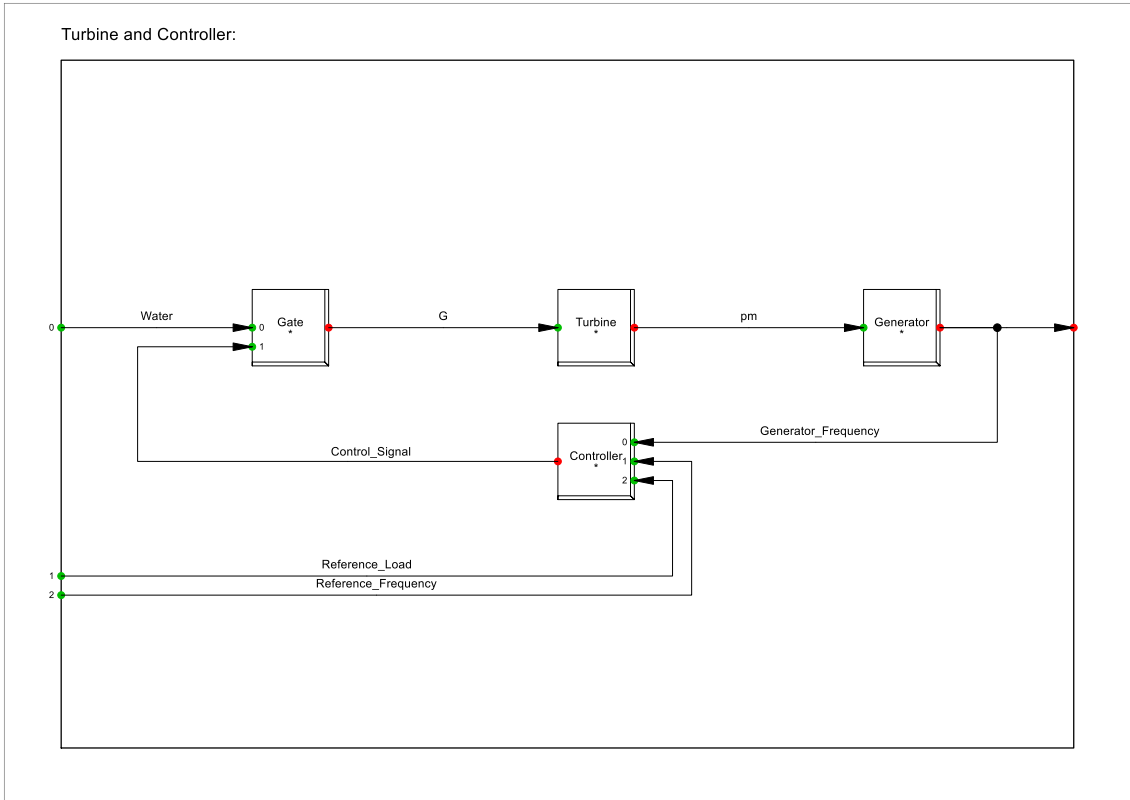 Turbine and Controller:
Water
G
pm
0
0
Gate
*
1
Turbine
*
Generator
*
Generator_Frequency
Control_Signal
0
Controller
*
1
2
Reference_Load
1
Reference_Frequency
2